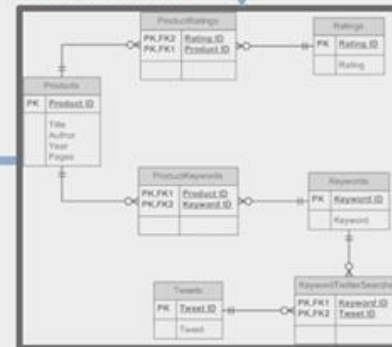 ProductRatings
PK,FK2 Rating ID
PK,FK1 Product ID
Ratings
PK Rating ID
Rating
Products
PK Product ID
Title
Author
Year
Pages
ProductKeywords
PK,FK1 Product ID
PK,FK2 Keyword ID
Keywords
PK Keyword ID
Keyword
Tweets
PK Tweet ID
Tweet
KeywordTwitterSearches
PK,FK1 Keyword ID
PK,FK2 Tweet ID